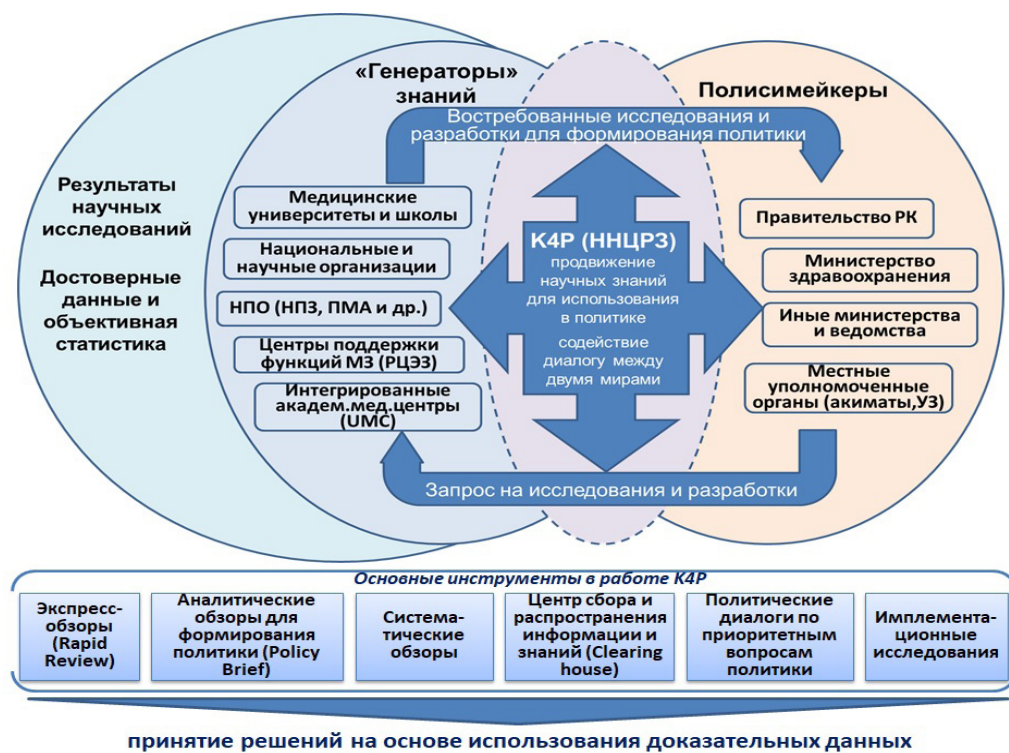 «Генераторы»
знаний
Полисимейкеры
Востребованные исследования и
разработки для формирования политики
Результаты
научных
исследований
Достоверные
данные и
объективная
статистика
Медицинские
университеты и школы
Национальные и
научные организации
НПО (НПЗ, ПМА и др.)
Центры поддержки
функций МЗ (РЦЭЗ)
Интегрированные
академ.мед.центры
(UMC)
K4P (ННЦРЗ)
продвижение
научных знаний
для использования
в политике
содействие
диалогу между
двумя мирами
Правительство РК
Министерство
здравоохранения
Иные министерства
и ведомства
Местные
уполномоченные
органы (акиматы,УЗ)
Запрос на исследования и разработки
Основные инструменты в работе K4P
Экспресс-
обзоры
(Rapid
Review)
Аналитические
обзоры для
формирования
политики (Policy
Brief)
Система-
тические
обзоры
Центр сбора и
распространения
информации и
знаний (Clearing
house)
Политические
диалоги по
приоритетным
вопросам
политики
Имплемента-
ционные
исследования
принятие решений на основе использования доказательных данных